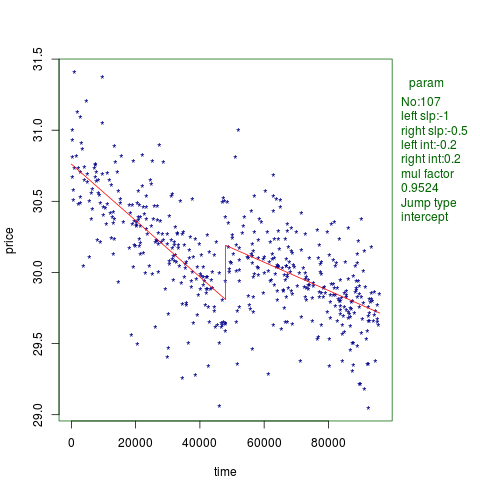 31.5
31.0
30.5
30.0
29.5
29.0
price
0 20000 40000 60000 80000
time
param
No:107
left slp:-1
right slp:-0.5
left int:-0.2
right int:0.2
mul factor
0.9524
Jump type
intercept